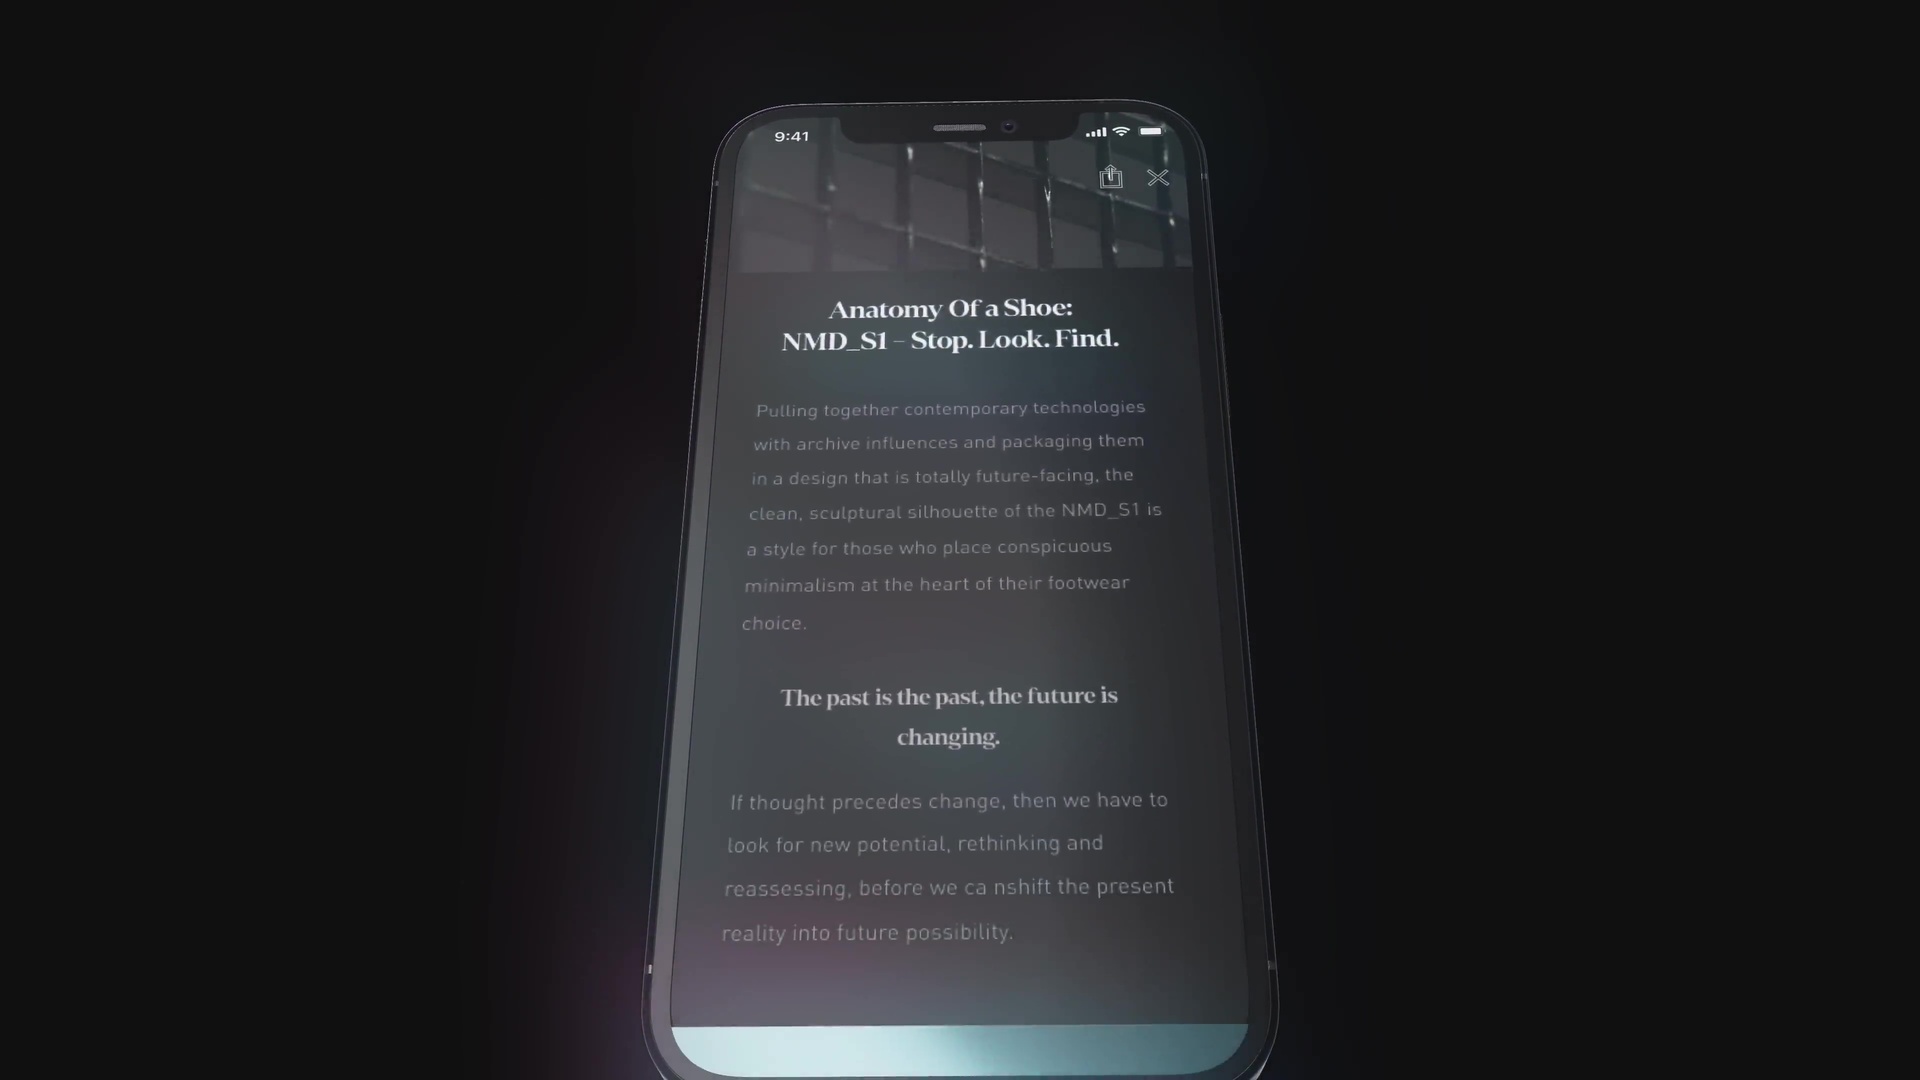 9:41
Anatomy Of a Shoe:
NMD_S1 – Stop. Look. Find.
Pulling together contemporary technologies
with archive influences and packaging them
in a design that is totally future-facing, the
clean, sculptural silhouette of the NMD_S1 is
a style for those who place conspicuous
minimalism at the heart of their footwear
choice.
The past is the past, the future is
changing.
If thought precedes change, then we have to
look for new potential, rethinking and
reassessing, before we ca nshift the present
reality into future possibility.